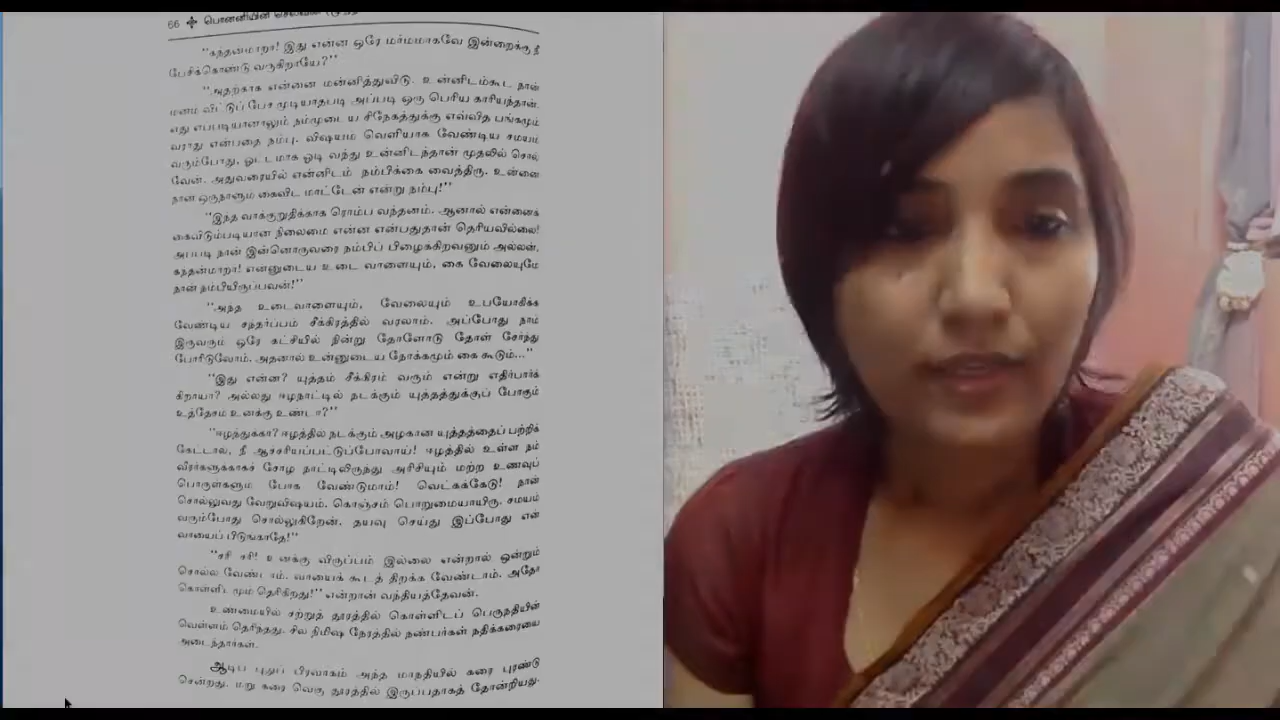 66 ✤ பொன்னியின் செல்வன்
"கந்தன்மாறா! இது என்ன ஒரே மர்மமாகவே இன்றைக்கு நீ
பேசிக்கொண்டு வருகிறாயே?"
"அதற்காக என்னை மன்னித்துவிடு. உன்னிடம்கூட நான்
மனம் விட்டுப் பேச முடியாதபடி அப்படி ஒரு பெரிய காரியந்தான்.
எது எப்படியானாலும் நம்முடைய சிநேகத்துக்கு எவ்வித பங்கமும்
வராது என்பதை நம்பு. விஷயம் வெளியாக வேண்டிய சமயம்
வரும்போது, ஓட்டமாக ஓடி வந்து உன்னிடந்தான் முதலில் சொல்
வேன். அதுவரையில் என்னிடம் நம்பிக்கை வைத்திரு. உன்னை
நான் ஒருநாளும் கைவிட மாட்டேன் என்று நம்பு!"
"இந்த வாக்குறுதிக்காக ரொம்ப வந்தனம். ஆனால் என்னைக்
கைவிடும்படியான நிலைமை என்ன என்பதுதான் தெரியவில்லை!
அப்படி நான் இன்னொருவரை நம்பிப் பிழைக்கிறவனும் அல்லன்,
கந்தன்மாறா! என்னுடைய உடை வாளையும், கை வேலையுமே
நான் நம்பியிருப்பவன்!"
"அந்த உடைவாளையும், வேலையும் உபயோகிக்க
வேண்டிய சந்தர்ப்பம் சீக்கிரத்தில் வரலாம். அப்போது நாம்
இருவரும் ஒரே கட்சியில் நின்று தோளோடு தோள் சேர்ந்து
போரிடுவோம். அதனால் உன்னுடைய நோக்கமும் கை கூடும்..."
"இது என்ன? யுத்தம் சீக்கிரம் வரும் என்று எதிர்பார்க்
கிறாயா? அல்லது ஈழநாட்டில் நடக்கும் யுத்தத்துக்குப் போகும்
உத்தேசம் உனக்கு உண்டா?"
"ஈழத்துக்கா? ஈழத்தில் நடக்கும் அழகான யுத்தத்தைப் பற்றிக்
கேட்டால், நீ ஆச்சரியப்பட்டுப்போவாய்! ஈழத்தில் உள்ள நம்
வீரர்களுக்காகச் சோழ நாட்டிலிருந்து அரிசியும் மற்ற உணவுப்
பொருள்களும் போக வேண்டுமாம்! வெட்கக்கேடு! நான்
சொல்லுவது வேறுவிஷயம். கொஞ்சம் பொறுமையாயிரு. சமயம்
வரும்போது சொல்லுகிறேன். தயவு செய்து இப்போது என்
வாயைப் பிடுங்காதே!"
"சரி சரி! உனக்கு விருப்பம் இல்லை என்றால் ஒன்றும்
சொல்ல வேண்டாம். வாயைக் கூடத் திறக்க வேண்டாம். அதோ
கொள்ளிடமும் தெரிகிறது!" என்றான் வந்தியத்தேவன்.
உண்மையில் சற்றுத் தூரத்தில் கொள்ளிடப் பெருநதியின்
வெள்ளம் தெரிந்தது. சில நிமிஷ நேரத்தில் நண்பர்கள் நதிக்கரையை
அடைந்தார்கள்.
ஆடிப் புதுப் பிரவாகம் அந்த மாநதியில் கரை புரண்டு
சென்றது. மறு கரை வெகு தூரத்தில் இருப்பதாகத் தோன்றியது.